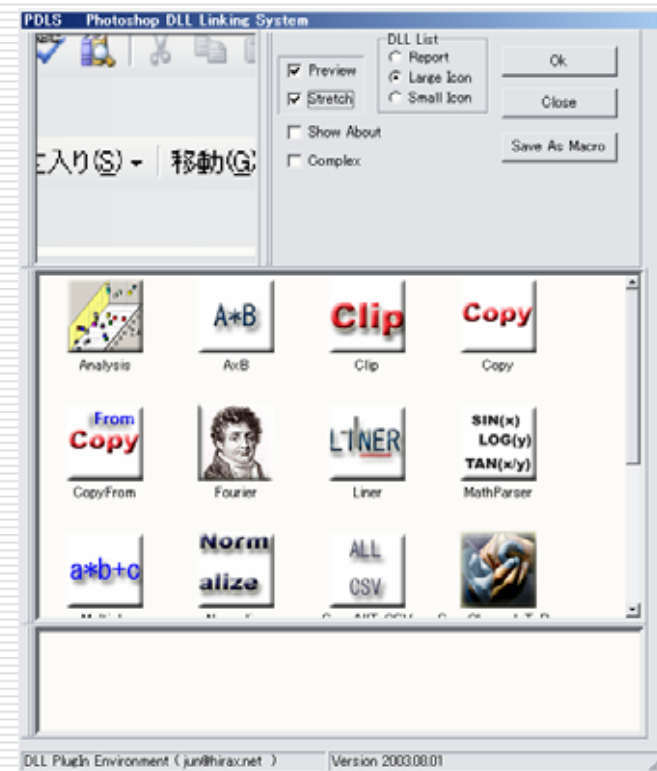 PDLS Photoshop DLL Linking System
入り(S) 移動(G)
Preview
Stretch
DLL List
Report
Large Icon
Small Icon
Show About
Complex
Ok
Close
Save As Macro
Analysis
A*B
AxB
Clip
Clip
Copy
Copy
From
Copy
CopyFrom
Fourier
LINER
Liner
SIN(x)
LOG(y)
TAN(x/y)
MathParser
a*b+c
Norm
alize
ALL
CSV
DLL PlugIn Environment ( jun@hirax.net )
Version 2003.08.01